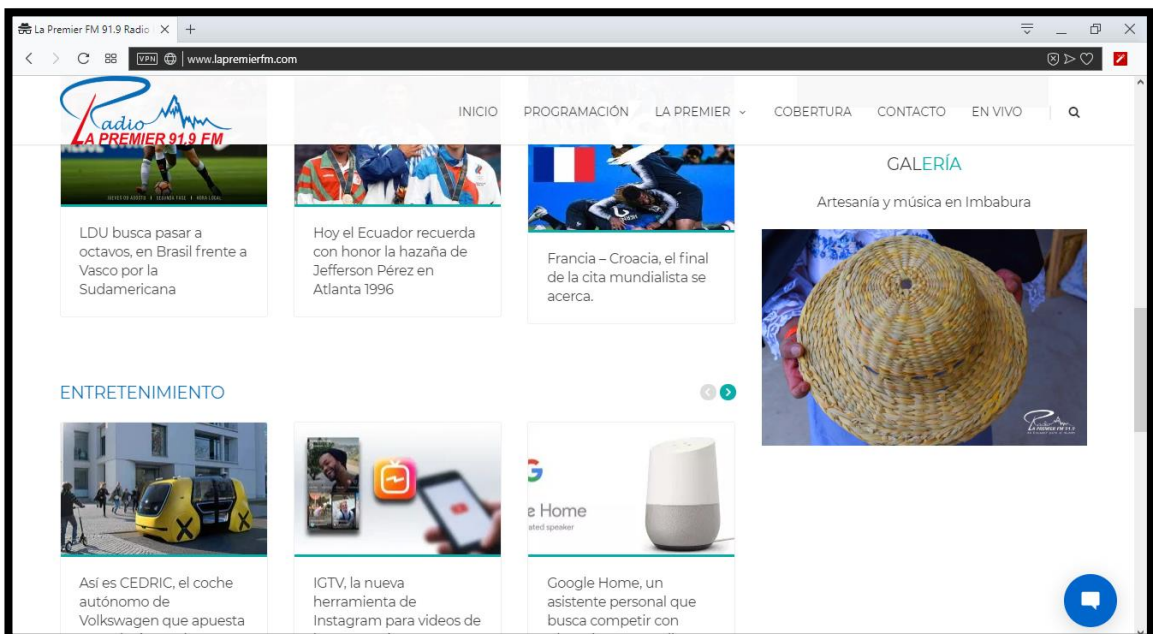 La Premier FM 91.9 Radio
VPN www.lapremierfm.com
Radio
LA PREMIER 91.9 FM
INICIO PROGRAMACIÓN LA PREMIER COBERTURA CONTACTO EN VIVO
LDU busca pasar a
octavos, en Brasil frente a
Vasco por la
Sudamericana
Hoy el Ecuador recuerda
con honor la hazaña de
Jefferson Pérez en
Atlanta 1996
Francia – Croacia, el final
de la cita mundialista se
acerca.
GALERÍA
Artesanía y música en Imbabura
ENTRETENIMIENTO
G
e Home
ated speaker
Así es CEDRIC, el coche
autónomo de
Volkswagen que apuesta
IGTV, la nueva
herramienta de
Instagram para videos de
Google Home, un
asistente personal que
busca competir con